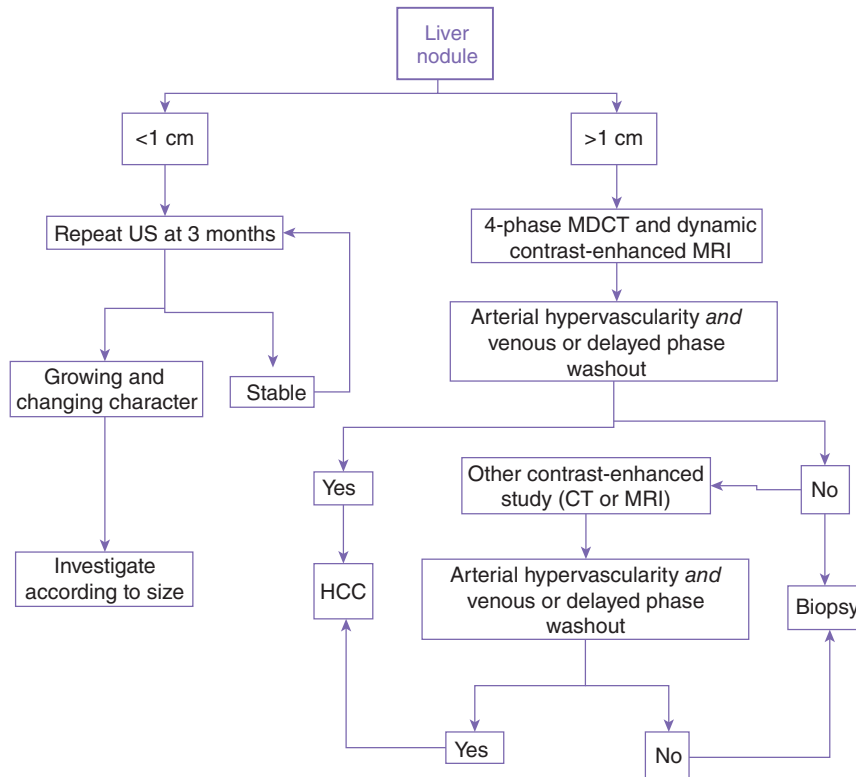 Liver
nodule
<1 cm
>1 cm
Repeat US at 3 months
4-phase MDCT and dynamic
contrast-enhanced MRI
Arterial hypervascularity and
venous or delayed phase
washout
Growing and
changing character
Stable
Yes
Other contrast-enhanced
study (CT or MRI)
No
Investigate
according to size
HCC
Arterial hypervascularity and
venous or delayed phase
washout
Biopsy
Yes
No